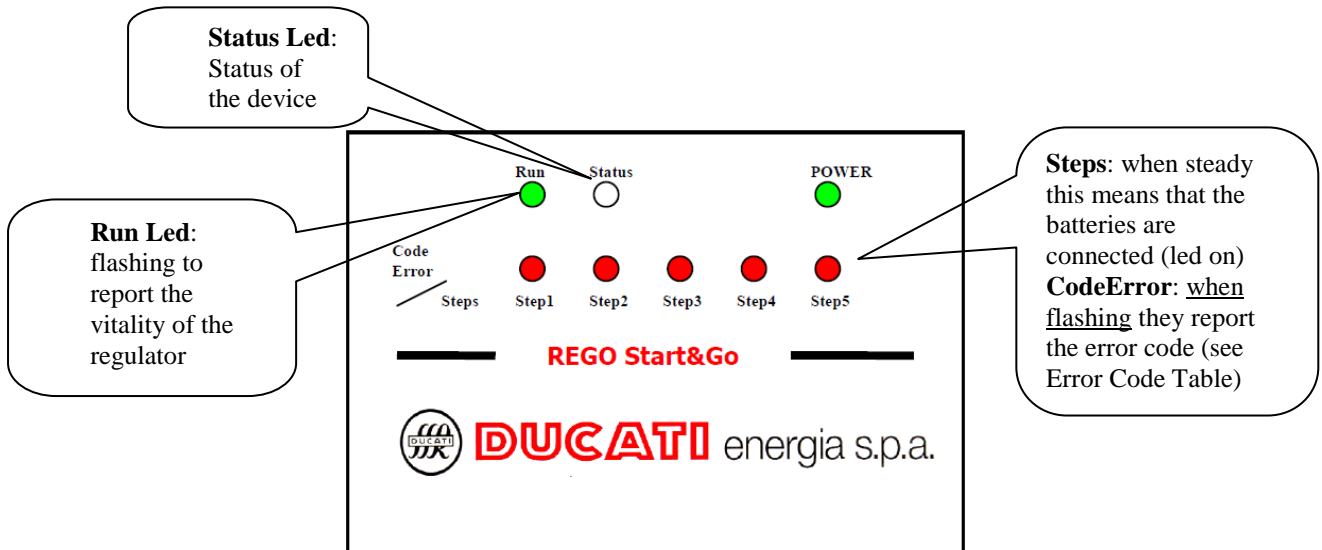 Status Led:
Status of
the device
Run Status POWER
Run Led:
flashing to
report the
vitality of the
regulator
Code
Error
Steps Step1 Step2 Step3 Step4 Step5
Steps: when steady
this means that the
batteries are
connected (led on)
CodeError: when
flashing they report
the error code (see
Error Code Table)
REGO Start&Go
DUCATI
DUCATI energia s.p.a.